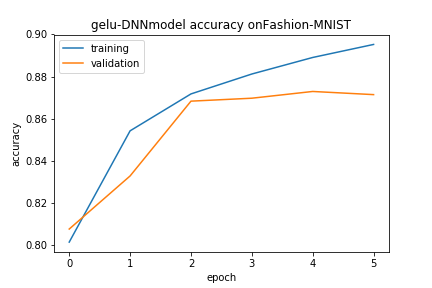 gelu-DNNmodel accuracy onFashion-MNIST
training
validation
accuracy
0.90
0.88
0.86
0.84
0.82
0.80
0 1 2 3 4 5
epoch